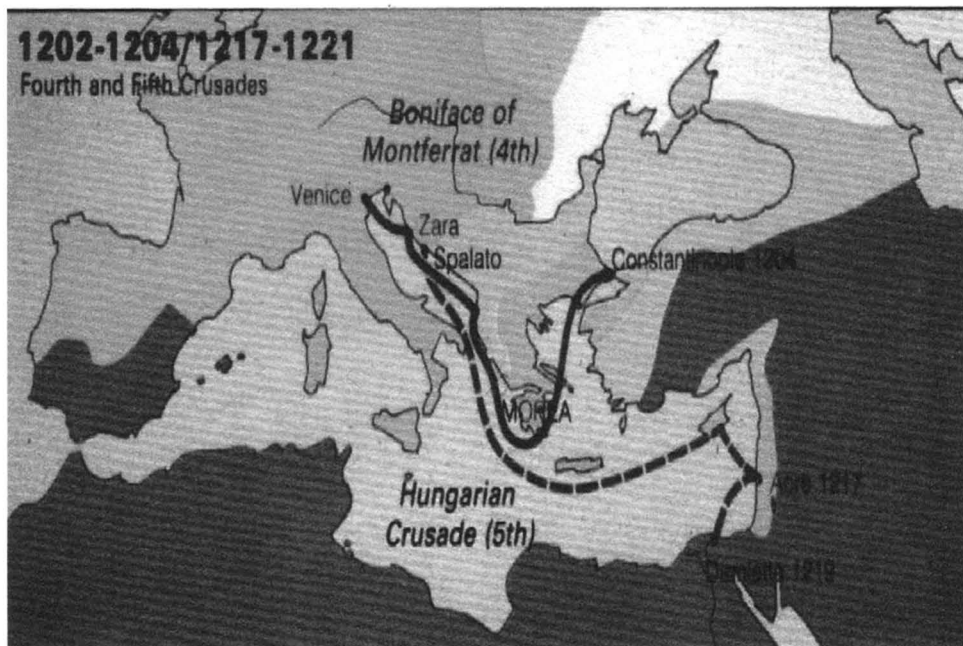 1202-1204/1217-1221
Fourth and Fifth Crusades
Boniface of
Montferrat (4th)
Venice
Zara
Spalato
Constantinople 1204
MOREA
Acre 1217
Hungarian
Crusade (5th)
Damietta 1219